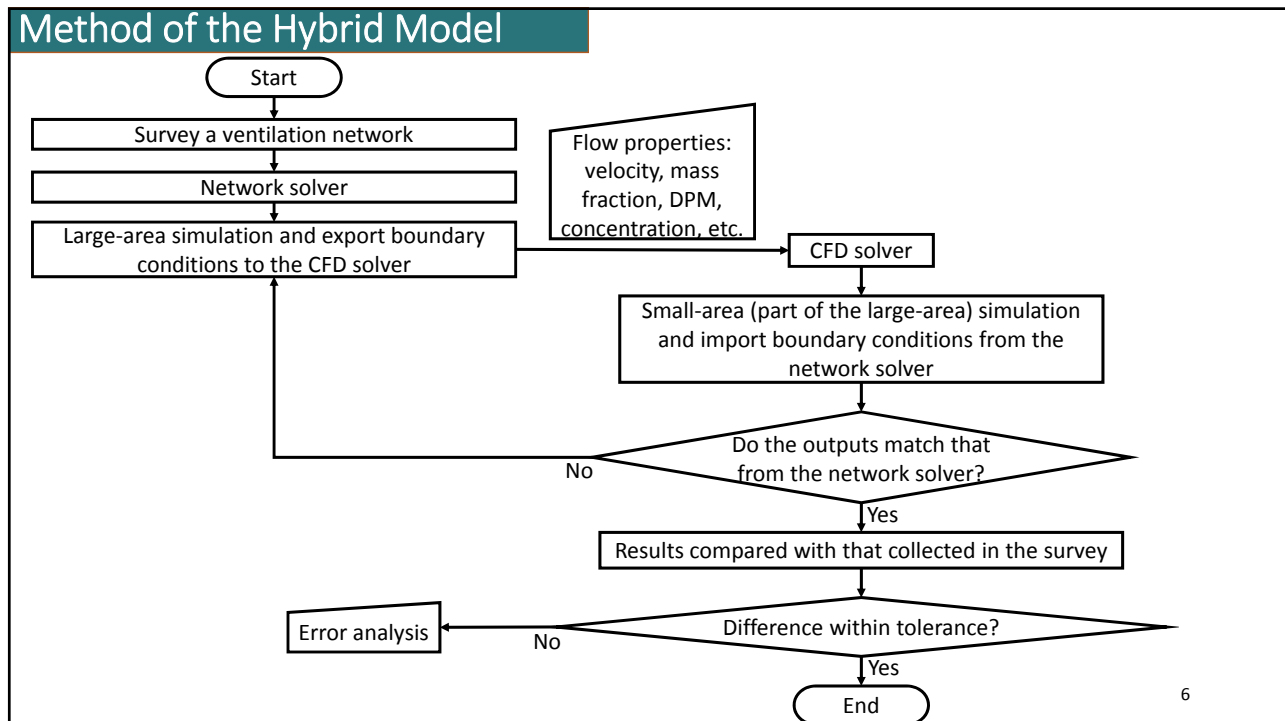 Method of the Hybrid Model
Start
Survey a ventilation network
Network solver
Large-area simulation and export boundary
conditions to the CFD solver
Flow properties:
velocity, mass
fraction, DPM,
concentration, etc.
CFD solver
Small-area (part of the large-area) simulation
and import boundary conditions from the
network solver
Do the outputs match that
from the network solver?
No
Yes
Results compared with that collected in the survey
Difference within tolerance?
No
Error analysis
Yes
End
6